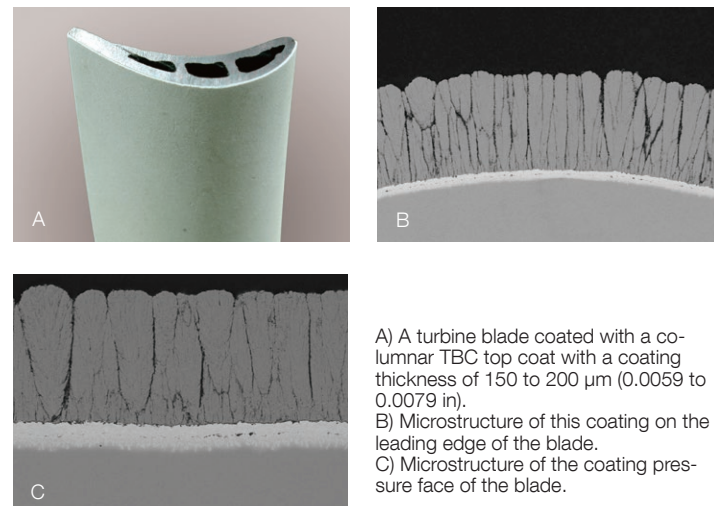 A
B
C
A) A turbine blade coated with a co-
lumnar TBC top coat with a coating
thickness of 150 to 200 µm (0.0059 to
0.0079 in).
B) Microstructure of this coating on the
leading edge of the blade.
C) Microstructure of the coating pres-
sure face of the blade.